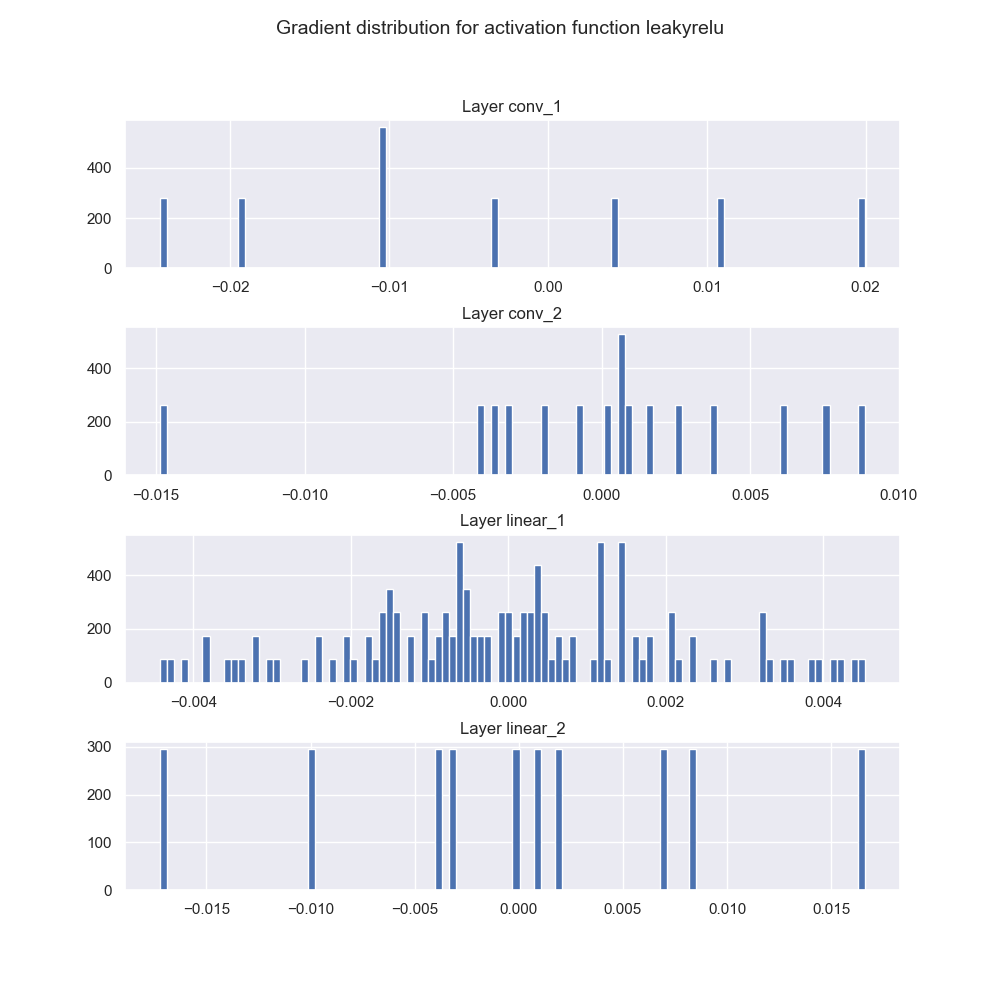 Gradient distribution for activation function leakyrelu
Layer conv_1
400
200
0
−0.02 −0.01 0.00 0.01 0.02
Layer conv_2
400
200
0
−0.015 −0.010 −0.005 0.000 0.005 0.010
Layer linear_1
400
200
0
−0.004 −0.002 0.000 0.002 0.004
Layer linear_2
300
200
100
0
−0.015 −0.010 −0.005 0.000 0.005 0.010 0.015